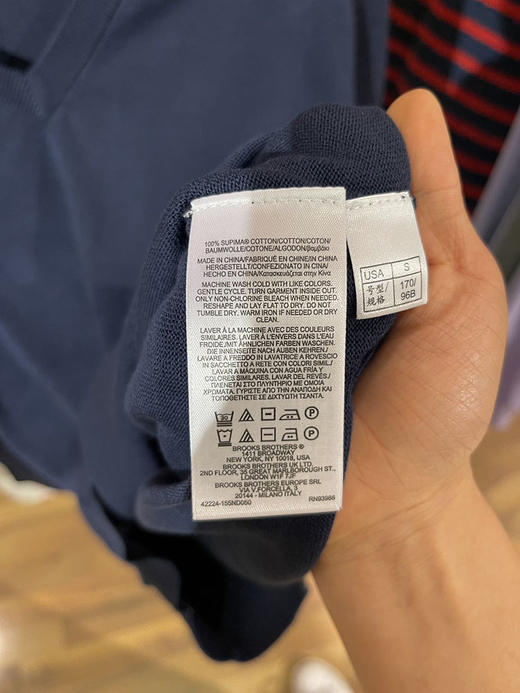 100% SUPIMA® COTTON/COTTON/COTON/
BAUMWOLLE/COTONE/ALGODON/βαμβάκι
MADE IN CHINA/FABRIQUÉ EN CHINE/IN CHINA
HERGESTELLT/CONFEZIONATO IN CINA/
HECHO EN CHINA/Κατασκευάζεται στην Κίνα
MACHINE WASH COLD WITH LIKE COLORS.
GENTLE CYCLE. TURN GARMENT INSIDE OUT.
ONLY NON-CHLORINE BLEACH WHEN NEEDED.
RESHAPE AND LAY FLAT TO DRY. DO NOT
TUMBLE DRY. WARM IRON IF NEEDED OR DRY
CLEAN.
LAVER À LA MACHINE AVEC DES COULEURS
SIMILAIRES. LAVER À L'ENVERS DANS L'EAU
FROIDE/MIT ÄHNLICHEN FARBEN WASCHEN.
DIE INNENSEITE NACH AUßEN KEHREN./
LAVARE A FREDDO IN LAVATRICE A ROVESCIO
IN SACCHETTO A RETE CON COLORI SIMILI./
LAVAR A MÁQUINA CON AGUA FRÍA Y
COLORES SIMILARES. LAVAR DEL REVÉS./
ΠΛΕΝΕΤΑΙ ΣΤΟ ΠΛΥΝΤΗΡΙΟ ΜΕ ΟΜΟΙΑ
ΧΡΩΜΑΤΑ, ΑΝΑΠΟΔΑ ΚΑΙ ΤΟΠΟΘΕΤΗΣΤΕ ΣΕ ΔΙΧΤΥΩΤΗ ΤΣΑΝΤΑ.
30
P
P
BROOKS BROTHERS ®
1411 BROADWAY
NEW YORK, NY 10018, USA
BROOKS BROTHERS UK LTD
2ND FLOOR, 35 GREAT MARLBOROUGH ST.
LONDON W1F 7JF
BROOKS BROTHERS EUROPE SRL
VIA V.FORCELLA, 3
20144 - MILANO ITALY
42224-155ND050 RN93988
USA S
号型/ 170/
规格 96B